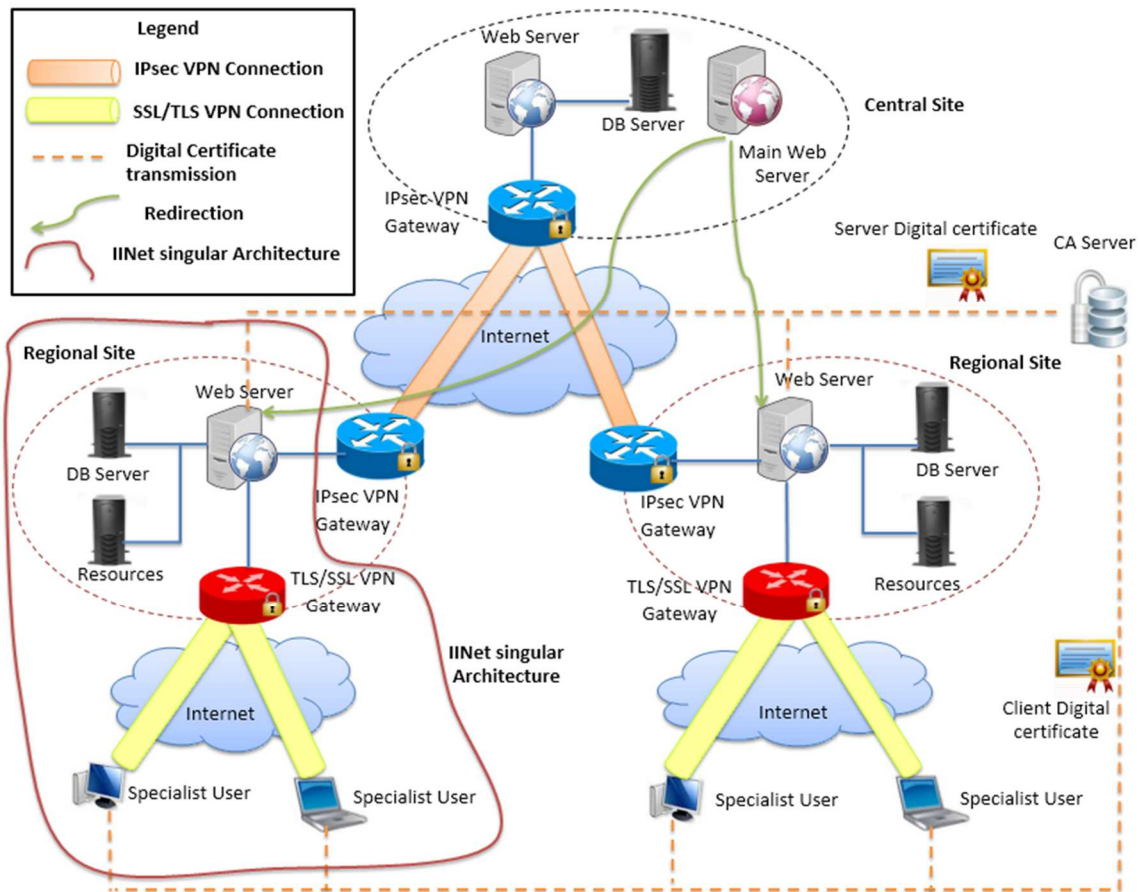 Legend
IPsec VPN Connection
SSL/TLS VPN Connection
Digital Certificate
transmission
Redirection
IINet singular Architecture
Web Server
DB Server
Main Web
Server
Central Site
IPsec VPN
Gateway
Server Digital certificate
CA Server
Internet
Regional Site
Web Server
DB Server
Resources
IPsec VPN
Gateway
TLS/SSL VPN
Gateway
IINet singular
Architecture
Internet
Specialist User
Specialist User
Regional Site
Web Server
DB Server
IPsec VPN
Gateway
Resources
TLS/SSL VPN
Gateway
Internet
Client Digital
certificate
Specialist User
Specialist User